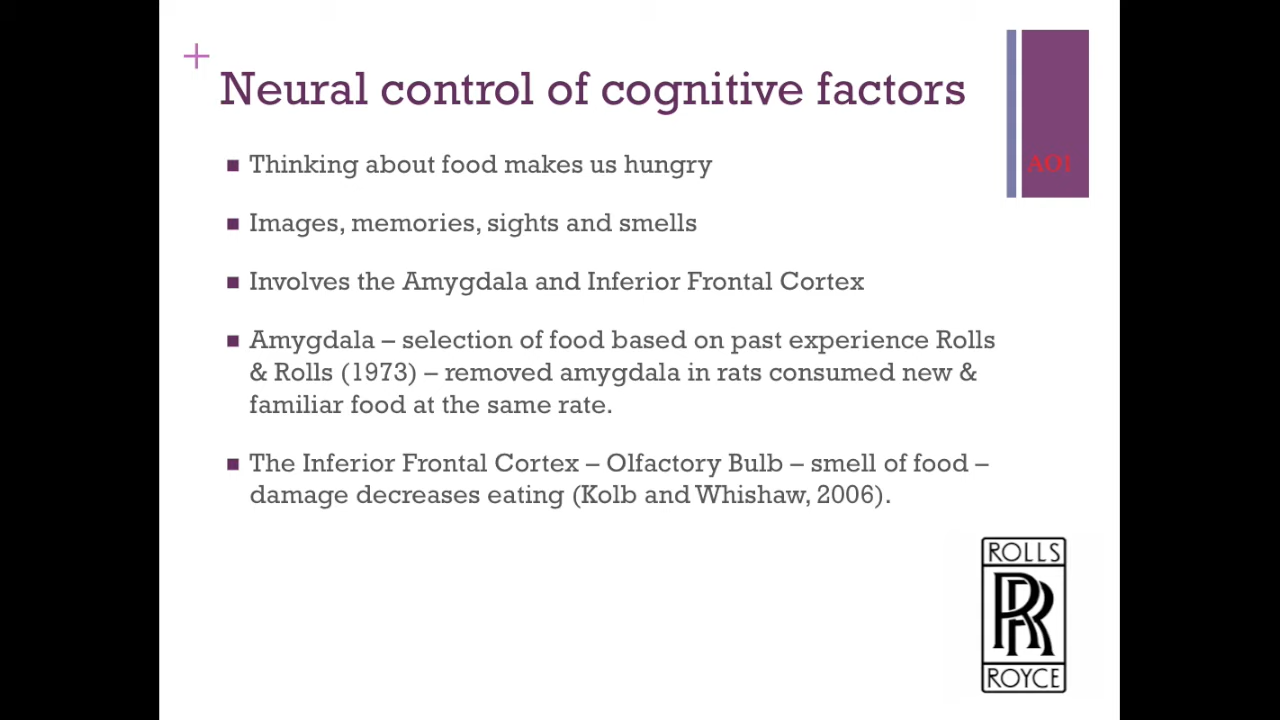 +
Neural control of cognitive factors
AO1
Thinking about food makes us hungry
Images, memories, sights and smells
Involves the Amygdala and Inferior Frontal Cortex
Amygdala – selection of food based on past experience Rolls
& Rolls (1973) – removed amygdala in rats consumed new &
familiar food at the same rate.
The Inferior Frontal Cortex – Olfactory Bulb – smell of food –
damage decreases eating (Kolb and Whishaw, 2006).
ROLLS
RR
ROYCE